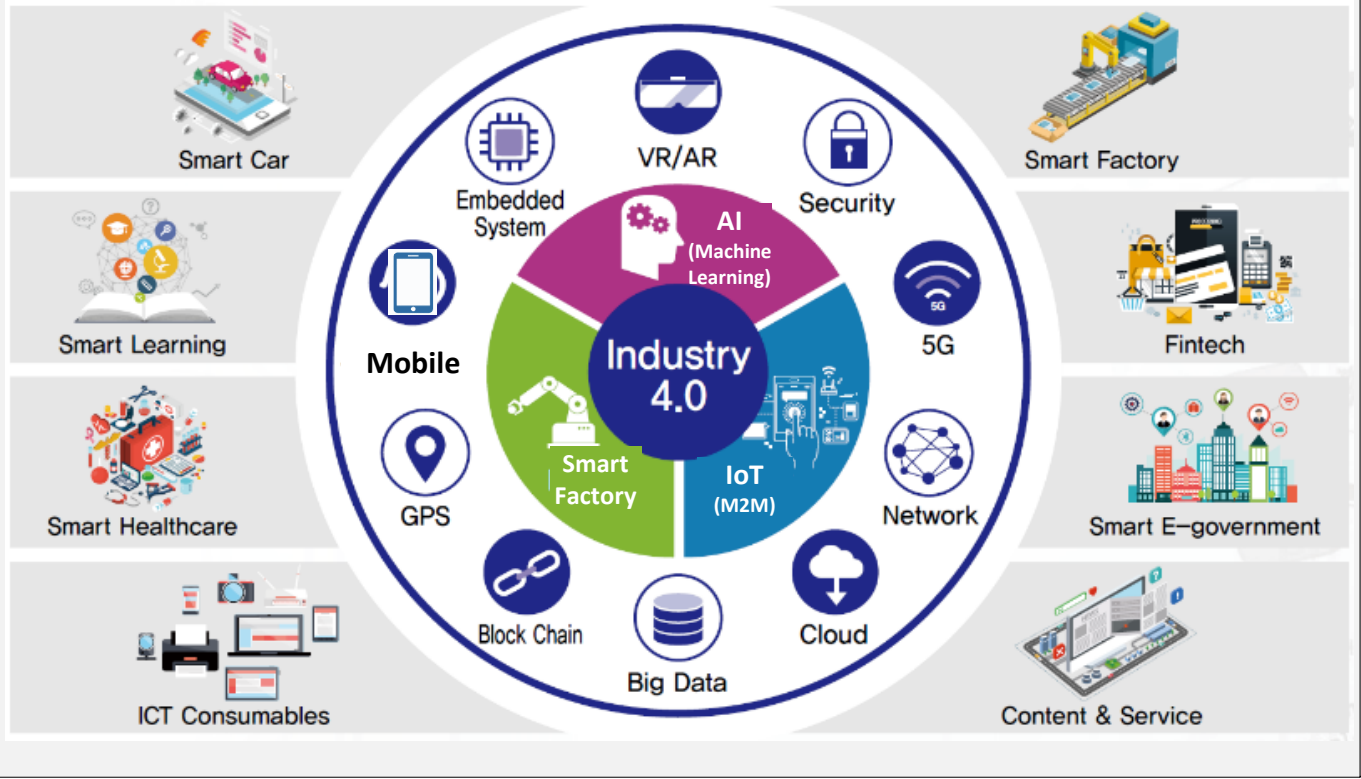 Smart Car
Smart Learning
Smart Healthcare
ICT Consumables
VR/AR
Security
5G
5G
Network
Cloud
Big Data
Block Chain
GPS
Mobile
Embedded
System
AI
(Machine
Learning)
IoT
(M2M)
Smart
Factory
Industry
4.0
Smart Factory
Fintech
Smart E-government
Content & Service